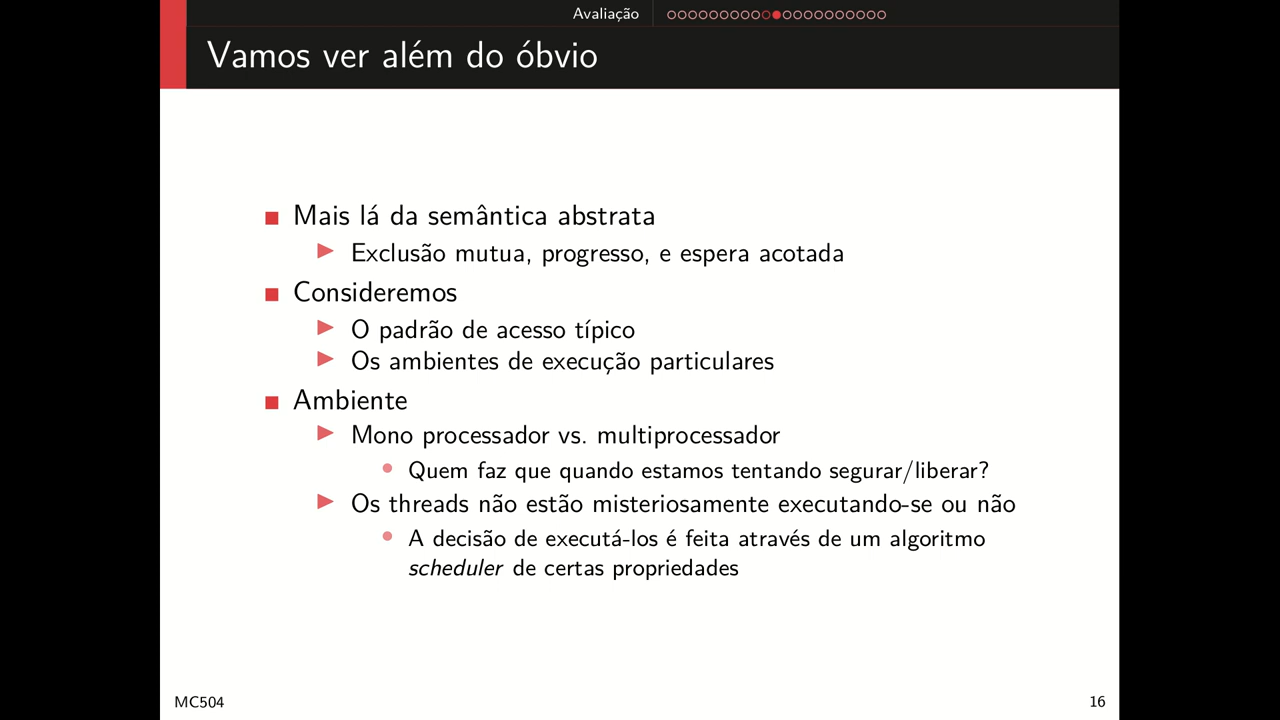 Avaliação
Vamos ver além do óbvio
Mais lá da semântica abstrata
Exclusão mutua, progresso, e espera acotada
Consideremos
O padrão de acesso típico
Os ambientes de execução particulares
Ambiente
Mono processador vs. multiprocessador
Quem faz que quando estamos tentando segurar/liberar?
Os threads não estão misteriosamente executando-se ou não
A decisão de executá-los é feita através de um algoritmo
scheduler de certas propriedades
MC504
16